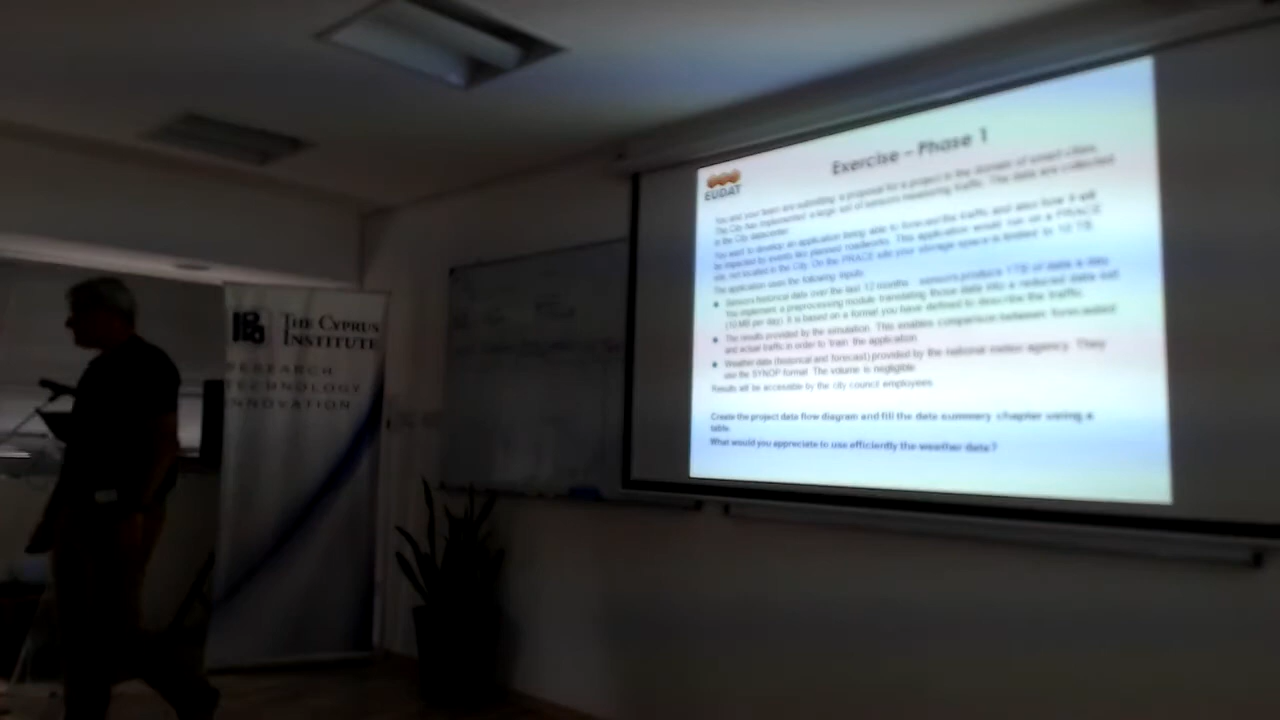 THE CYPRUS
INSTITUTE
RESEARCH
TECHNOLOGY
INNOVATION
EUDAT
Exercise – Phase 1
You and your team are submitting a proposal for a project in the domain of smart cities.
The City has implemented a large set of sensors monitoring traffic. The data are collected
in the City datacenter.
You want to develop an application being able to forecast the traffic and also how it will
be impacted by events like planned roadworks. This application would run on a PRACE
site, not located in the City. On the PRACE site your storage space is limited to 10 TB.
The application uses the following inputs
Sensors historical data over the last 12 months. sensors produce 1TB of data a day
You implement a preprocessing module translating those data into a reduced data set
(10 MB per day). It is based on a format you have defined to describe the traffic.
The results provided by the simulation. This enables comparison between forecasted
and actual traffic in order to train the application.
Weather data (historical and forecast) provided by the national meteo agency. They
use the SYNOP format. The volume is negligible.
Results will be accessible by the city council employees.
Create the project data flow diagram and fill the data summary chapter using a
table.
What would you appreciate to use efficiently the weather data?